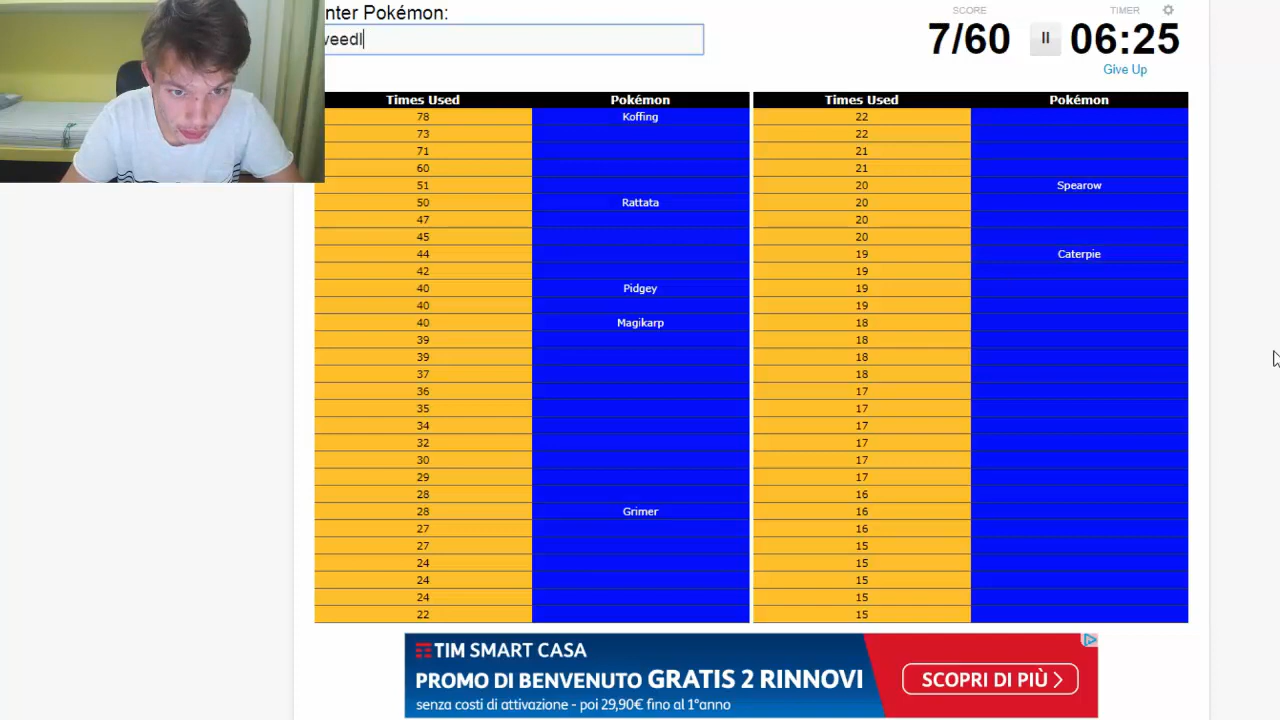 nter Pokémon:
weedl
SCORE
TIMER
7/60
06:25
Give Up
Times Used Pokémon Times Used Pokémon
78 Koffing 22
73 22
71 21
60 21
51 20 Spearow
50 Rattata 20
47 20
45 20
44 19 Caterpie
42 19
40 Pidgey 19
40 19
40 Magikarp 18
39 18
39 18
37 18
36 17
35 17
34 17
32 17
30 17
29 17
28 16
28 Grimer 16
27 16
27 15
24 15
24 15
24 15
22 15
TIM SMART CASA
PROMO DI BENVENUTO GRATIS 2 RINNOVI
senza costi di attivazione - poi 29,90€ fino al 1°anno
SCOPRI DI PIÙ >